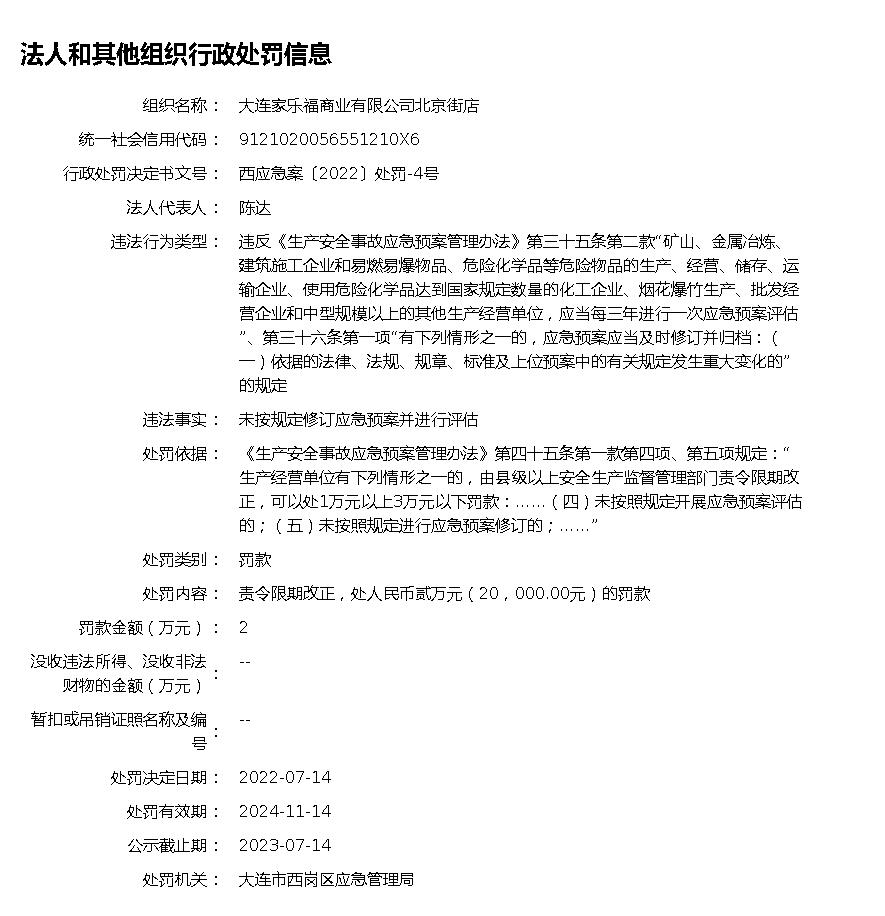 法人和其他组织行政处罚信息
组织名称： 大连家乐福商业有限公司北京街店
统一社会信用代码： 9121020056551210X6
行政处罚决定书文号： 西应急案〔2022〕处罚-4号
法人代表人： 陈达
违法行为类型： 违反《生产安全事故应急预案管理办法》第三十五条第二款“矿山、金属冶炼、
建筑施工企业和易燃易爆物品、危险化学品等危险物品的生产、经营、储存、运
输企业、使用危险化学品达到国家规定数量的化工企业、烟花爆竹生产、批发经
营企业和中型规模以上的其他生产经营单位，应当每三年进行一次应急预案评估
”、第三十六条第一项“有下列情形之一的，应急预案应当及时修订并归档：（
一）依据的法律、法规、规章、标准及上位预案中的有关规定发生重大变化的”
的规定
违法事实： 未按规定修订应急预案并进行评估
处罚依据： 《生产安全事故应急预案管理办法》第四十五条第一款第四项、第五项规定：“
生产经营单位有下列情形之一的，由县级以上安全生产监督管理部门责令限期改
正，可以处1万元以上3万元以下罚款：……（四）未按照规定开展应急预案评估
的；（五）未按照规定进行应急预案修订的；……”
处罚类别： 罚款
处罚内容： 责令限期改正，处人民币贰万元（20，000.00元）的罚款
罚款金额（万元）： 2
没收违法所得、没收非法
财物的金额（万元）： --
暂扣或吊销证照名称及编
号： --
处罚决定日期： 2022-07-14
处罚有效期： 2024-11-14
公示截止期： 2023-07-14
处罚机关： 大连市西岗区应急管理局